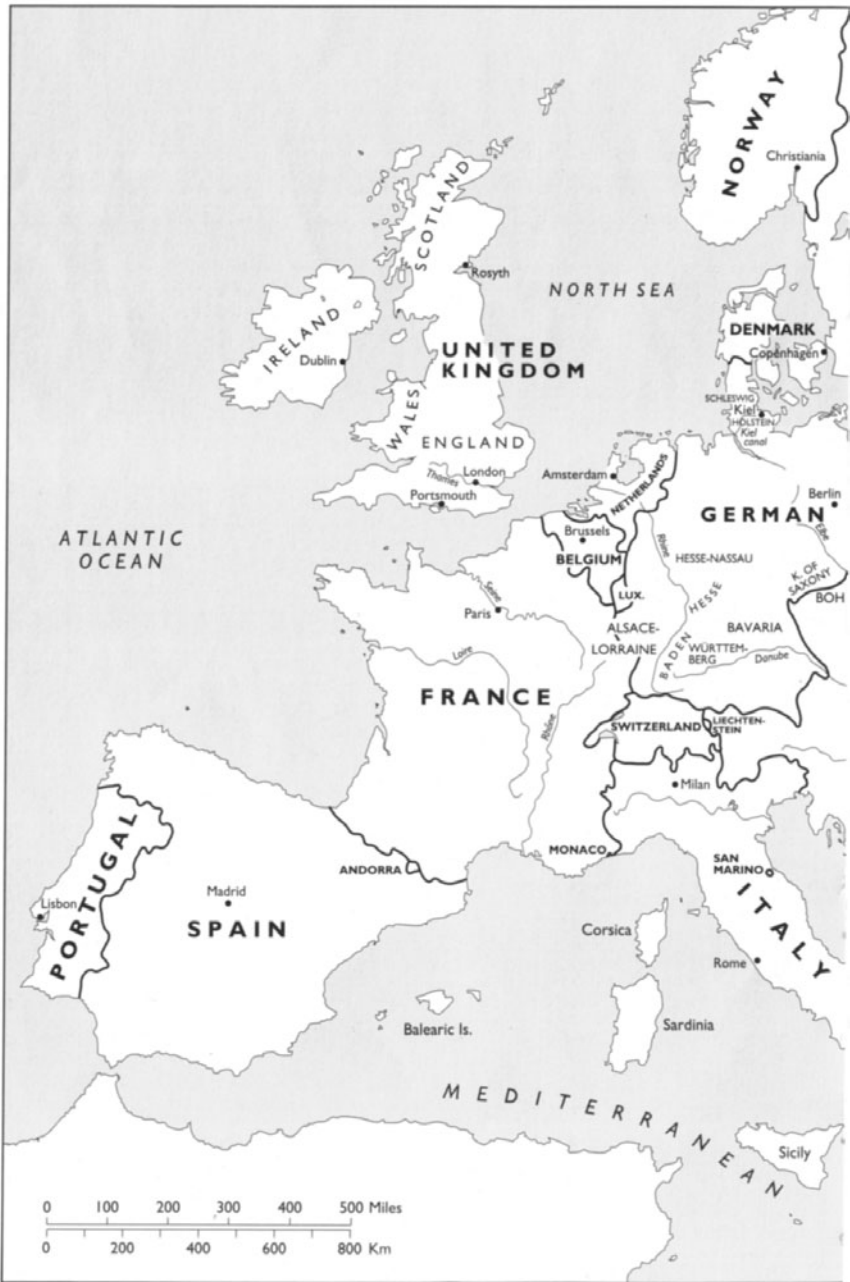 NORWAY
Christiania
SCOTLAND
Rosyth
NORTH SEA
DENMARK
Copenhagen
IRELAND
Dublin
UNITED
KINGDOM
SCHLESWIG
Kiel
HOLSTEIN
Kiel
canal
WALES
ENGLAND
Thames
London
Portsmouth
Amsterdam
NETHERLANDS
Berlin
GERMAN
Elbe
ATLANTIC
OCEAN
Brussels
BELGIUM
Rhine
HESSE-NASSAU
K. OF
SAXONY
BOH
LUX.
HESSE
Seine
Paris
ALSACE-
LORRAINE
BADEN
BAVARIA
WÜRTTEM-
BERG
Danube
Loire
FRANCE
Rhône
SWITZERLAND
LIECHTEN-
STEIN
Milan
Po
PORTUGAL
Lisbon
ANDORRA
MONACO
SAN
MARINO
Madrid
SPAIN
ITALY
Corsica
Rome
Balearic Is.
Sardinia
MEDITERRANEAN
Sicily
0 100 200 300 400 500 Miles
0 200 400 600 800 Km